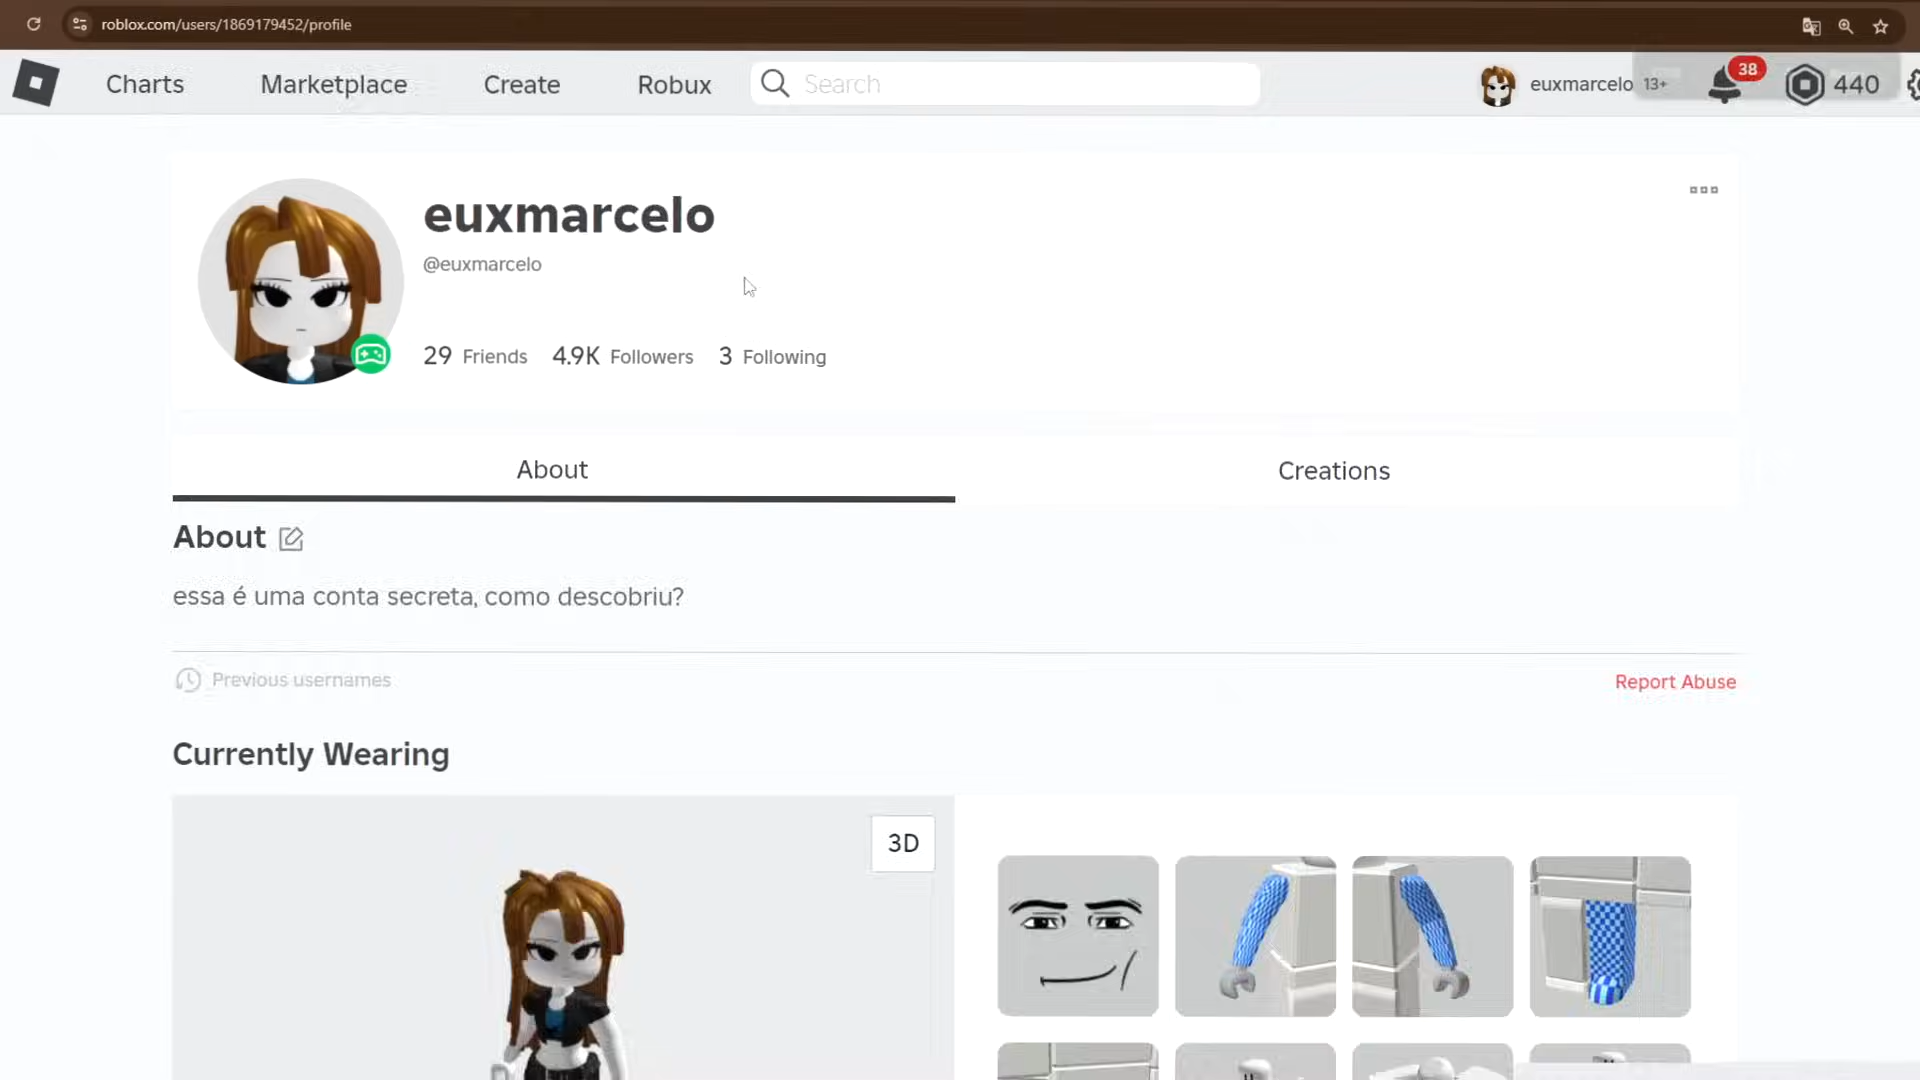 roblox.com/users/1869179452/profile
Charts Marketplace Create Robux Search euxmarcelo 13+ 38 440
euxmarcelo
@euxmarcelo
29 Friends 4.9K Followers 3 Following
About Creations
About
essa é uma conta secreta, como descobriu?
Previous usernames Report Abuse
Currently Wearing
3D